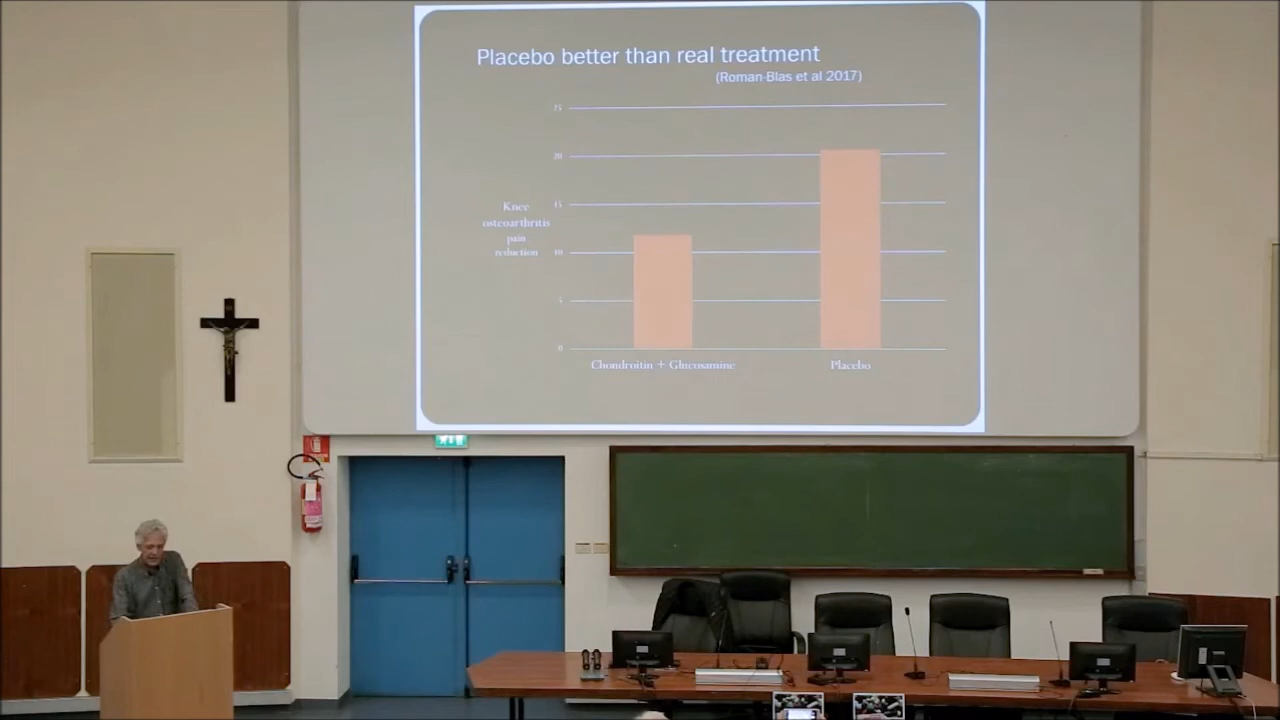 Placebo better than real treatment
(Roman-Blas et al 2017)
25
20
15
10
5
0
Knee
osteoarthritis
pain
reduction
Chondroitin + Glucosamine
Placebo